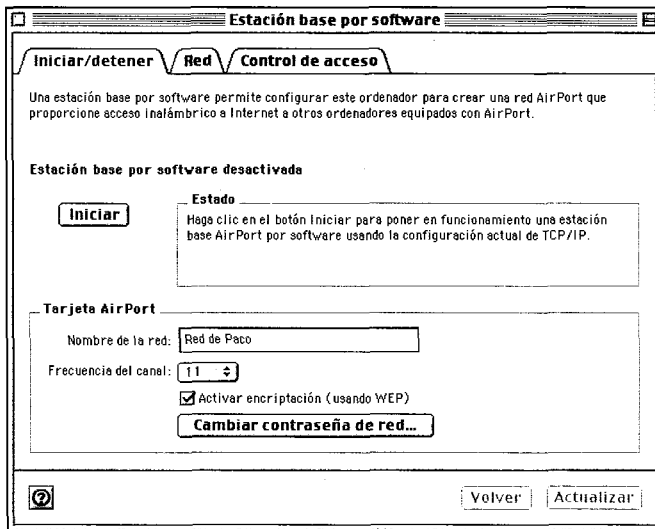 Estación base por software
Iniciar/detener
Red
Control de acceso
Una estación base por software permite configurar este ordenador para crear una red AirPort que
proporcione acceso inalámbrico a Internet a otros ordenadores equipados con AirPort.
Estación base por software desactivada
Iniciar
Estado
Haga clic en el botón Iniciar para poner en funcionamiento una estación
base AirPort por software usando la configuración actual de TCP/IP.
Tarjeta AirPort
Nombre de la red: Red de Paco
Frecuencia del canal: 11
Activar encriptación (usando WEP)
Cambiar contraseña de red...
?
Volver
Actualizar